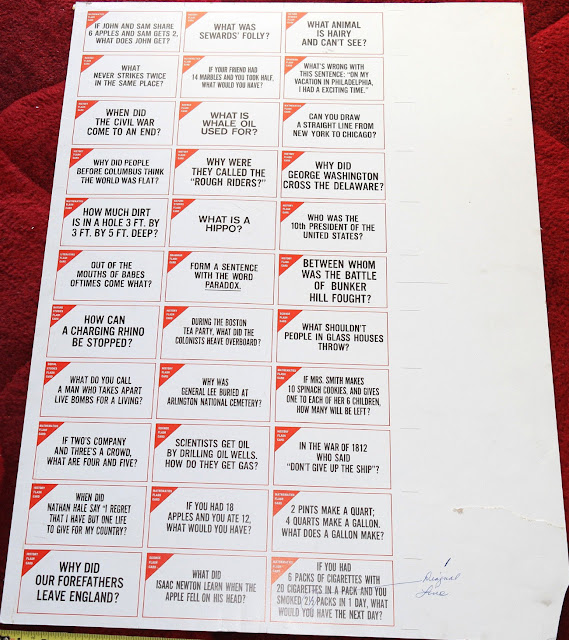 IF JOHN AND SAM SHARE
6 APPLES AND SAM GETS 2,
WHAT DOES JOHN GET?
WHAT WAS
SEWARDS' FOLLY?
WHAT ANIMAL
IS HAIRY
AND CAN'T SEE?
WHAT
NEVER STRIKES TWICE
IN THE SAME PLACE?
IF YOUR FRIEND HAD
14 MARBLES AND YOU TOOK HALF,
WHAT WOULD YOU HAVE?
WHAT'S WRONG WITH
THIS SENTENCE: "ON MY
VACATION IN PHILADELPHIA,
I HAD A EXCITING TIME."
WHEN DID
THE CIVIL WAR
COME TO AN END?
WHAT IS
WHALE OIL
USED FOR?
CAN YOU DRAW
A STRAIGHT LINE FROM
NEW YORK TO CHICAGO?
WHY DID PEOPLE
BEFORE COLUMBUS THINK
THE WORLD WAS FLAT?
WHY WERE
THEY CALLED THE
"ROUGH RIDERS?"
WHY DID
GEORGE WASHINGTON
CROSS THE DELAWARE?
HOW MUCH DIRT
IS IN A HOLE 3 FT. BY
3 FT. BY 5 FT. DEEP?
WHAT IS A
HIPPO?
WHO WAS THE
10th PRESIDENT OF THE
UNITED STATES?
OUT OF THE
MOUTHS OF BABES
OFTIMES COME WHAT?
FORM A SENTENCE
WITH THE WORD
PARADOX.
BETWEEN WHOM
WAS THE BATTLE
OF BUNKER
HILL FOUGHT?
HOW CAN
A CHARGING RHINO
BE STOPPED?
DURING THE BOSTON
TEA PARTY, WHAT DID THE
COLONISTS HEAVE OVERBOARD?
WHAT SHOULDN'T
PEOPLE IN GLASS HOUSES
THROW?
WHAT DO YOU CALL
A MAN WHO TAKES APART
LIVE BOMBS FOR A LIVING?
WHY WAS
GENERAL LEE BURIED AT
ARLINGTON NATIONAL CEMETERY?
IF MRS. SMITH MAKES
10 SPINACH COOKIES, AND GIVES
ONE TO EACH OF HER 6 CHILDREN,
HOW MANY WILL BE LEFT?
IF TWO'S COMPANY
AND THREE'S A CROWD,
WHAT ARE FOUR AND FIVE?
SCIENTISTS GET OIL
BY DRILLING OIL WELLS.
HOW DO THEY GET GAS?
IN THE WAR OF 1812
WHO SAID
"DON'T GIVE UP THE SHIP"?
WHEN DID
NATHAN HALE SAY "I REGRET
THAT I HAVE BUT ONE LIFE
TO GIVE FOR MY COUNTRY?
IF YOU HAD 18
APPLES AND YOU ATE 12,
WHAT WOULD YOU HAVE?
2 PINTS MAKE A QUART;
4 QUARTS MAKE A GALLON.
WHAT DOES A GALLON MAKE?
WHY DID
OUR FOREFATHERS
LEAVE ENGLAND?
WHAT DID
ISAAC NEWTON LEARN WHEN THE
APPLE FELL ON HIS HEAD?
IF YOU HAD
6 PACKS OF CIGARETTES WITH
20 CIGARETTES IN A PACK AND YOU
SMOKED 2½ PACKS IN 1 DAY, WHAT
WOULD YOU HAVE THE NEXT DAY?
Original